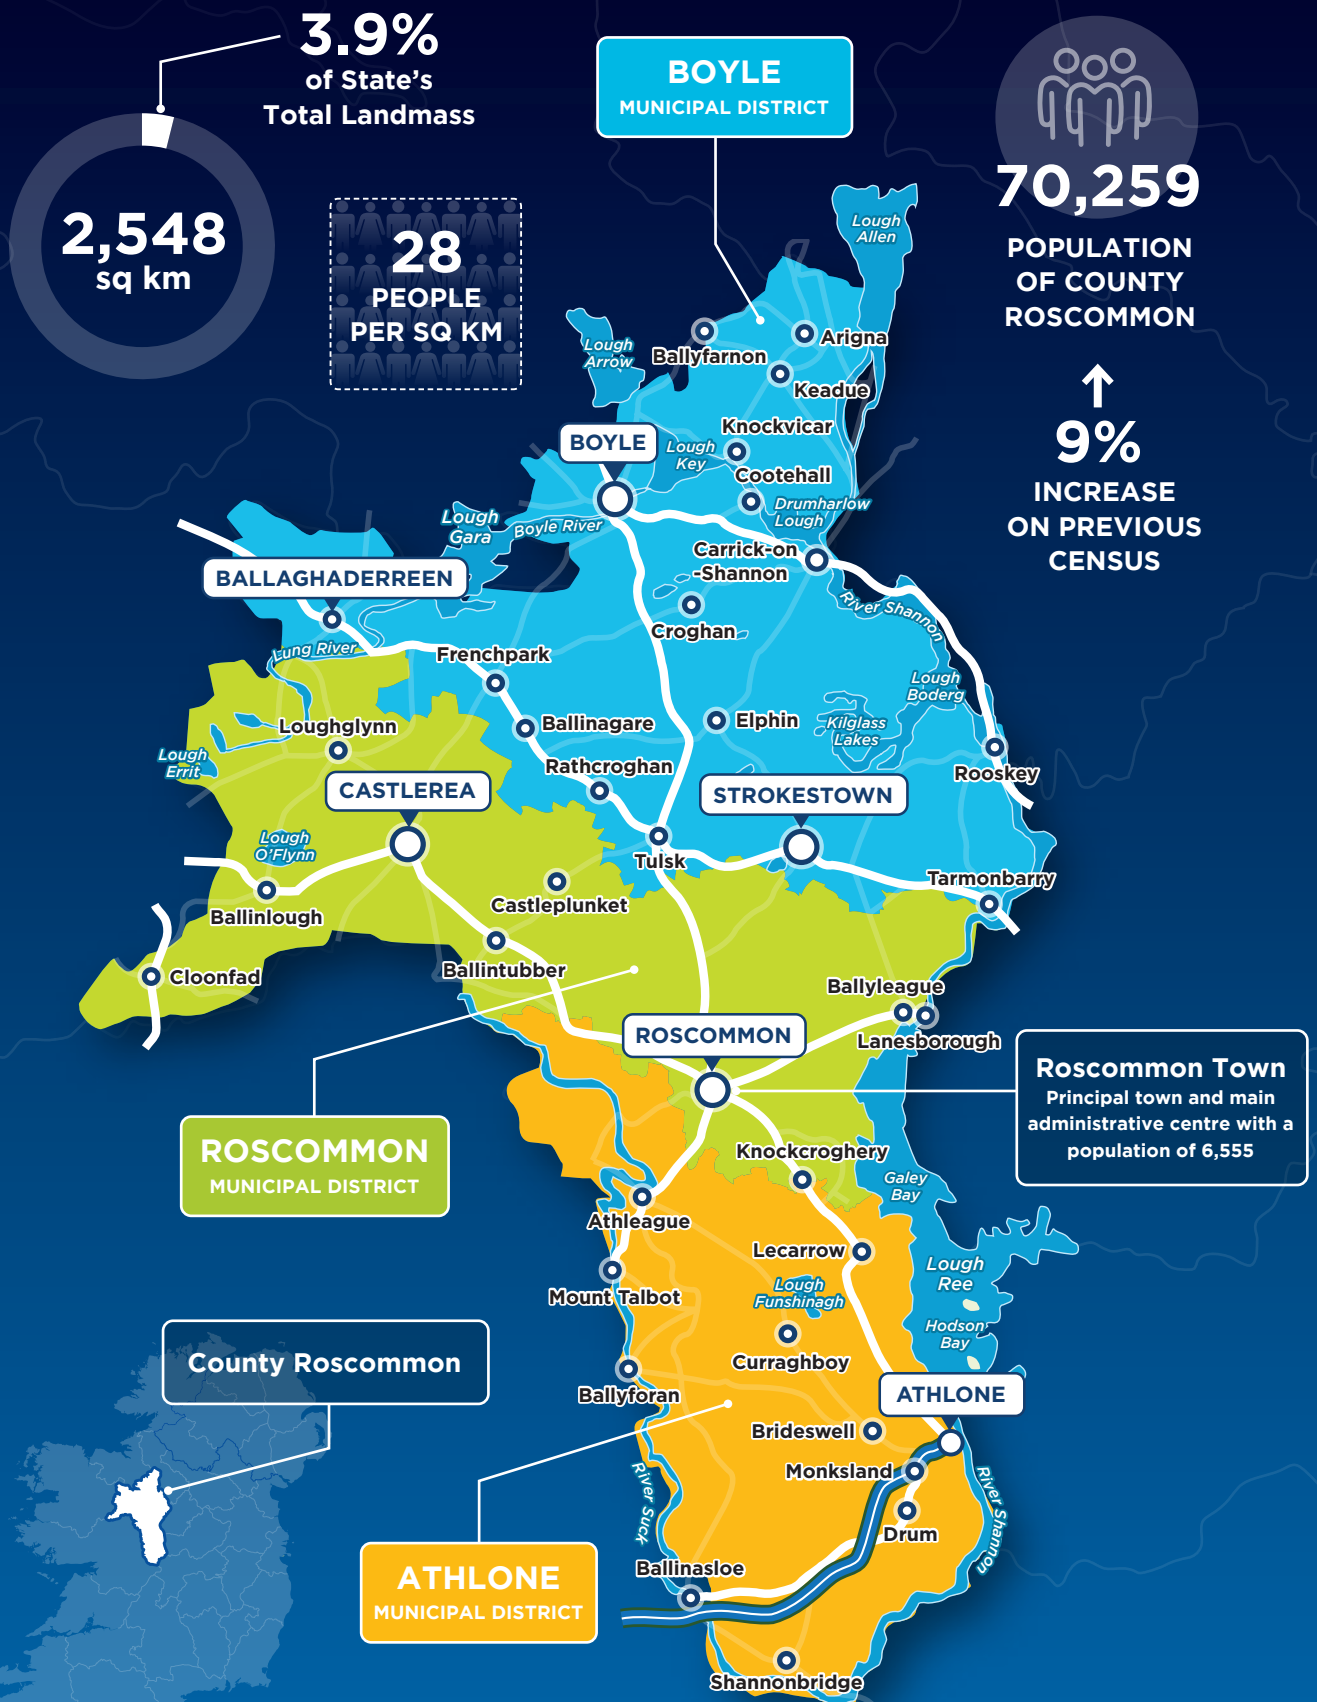 3.9%
of State's
Total Landmass
2,548
sq km
28
PEOPLE
PER SQ KM
BOYLE
MUNICIPAL DISTRICT
70,259
POPULATION
OF COUNTY
ROSCOMMON
9%
INCREASE
ON PREVIOUS
CENSUS
Lough
Allen
Lough
Arrow
Ballyfarnon
Arigna
Keadue
Knockvicar
BOYLE
Lough
Key
Cootehall
Drumharlow
Lough
Lough
Gara
Boyle River
Carrick-on
-Shannon
BALLAGHADERREEN
River Shannon
Croghan
Lung River
Frenchpark
Lough
Boderg
Loughglynn
Ballinagare
Elphin
Kilglass
Lakes
Lough
Errit
Rathcroghan
Rooskey
CASTLEREA
STROKESTOWN
Lough
O'Flynn
Tulsk
Tarmonbarry
Ballinlough
Castleplunket
Cloonfad
Ballintubber
Ballyleague
Lanesborough
ROSCOMMON
Roscommon Town
Principal town and main
administrative centre with a
population of 6,555
ROSCOMMON
MUNICIPAL DISTRICT
Knockcroghery
Galey
Bay
Athleague
Lecarrow
Lough
Ree
Mount Talbot
Lough
Funshinagh
Hodson
Bay
County Roscommon
Curraghboy
Ballyforan
ATHLONE
Brideswell
Monksland
River Suck
River Shannon
Drum
Ballinasloe
ATHLONE
MUNICIPAL DISTRICT
Shannonbridge